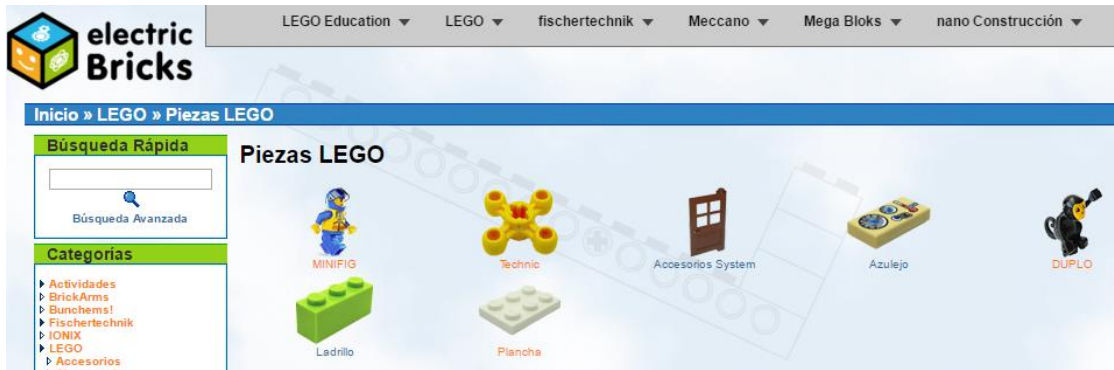 electric
Bricks
LEGO Education LEGO fischertechnik Meccano Mega Bloks nano Construcción
Inicio » LEGO » Piezas LEGO
Búsqueda Rápida
Búsqueda Avanzada
Categorías
Actividades
BrickArms
Bunchems!
Fischertechnik
IONIX
LEGO
Accesorios
Piezas LEGO
MINIFIG Technic Accesorios System Azulejo DUPLO
Ladrillo Plancha